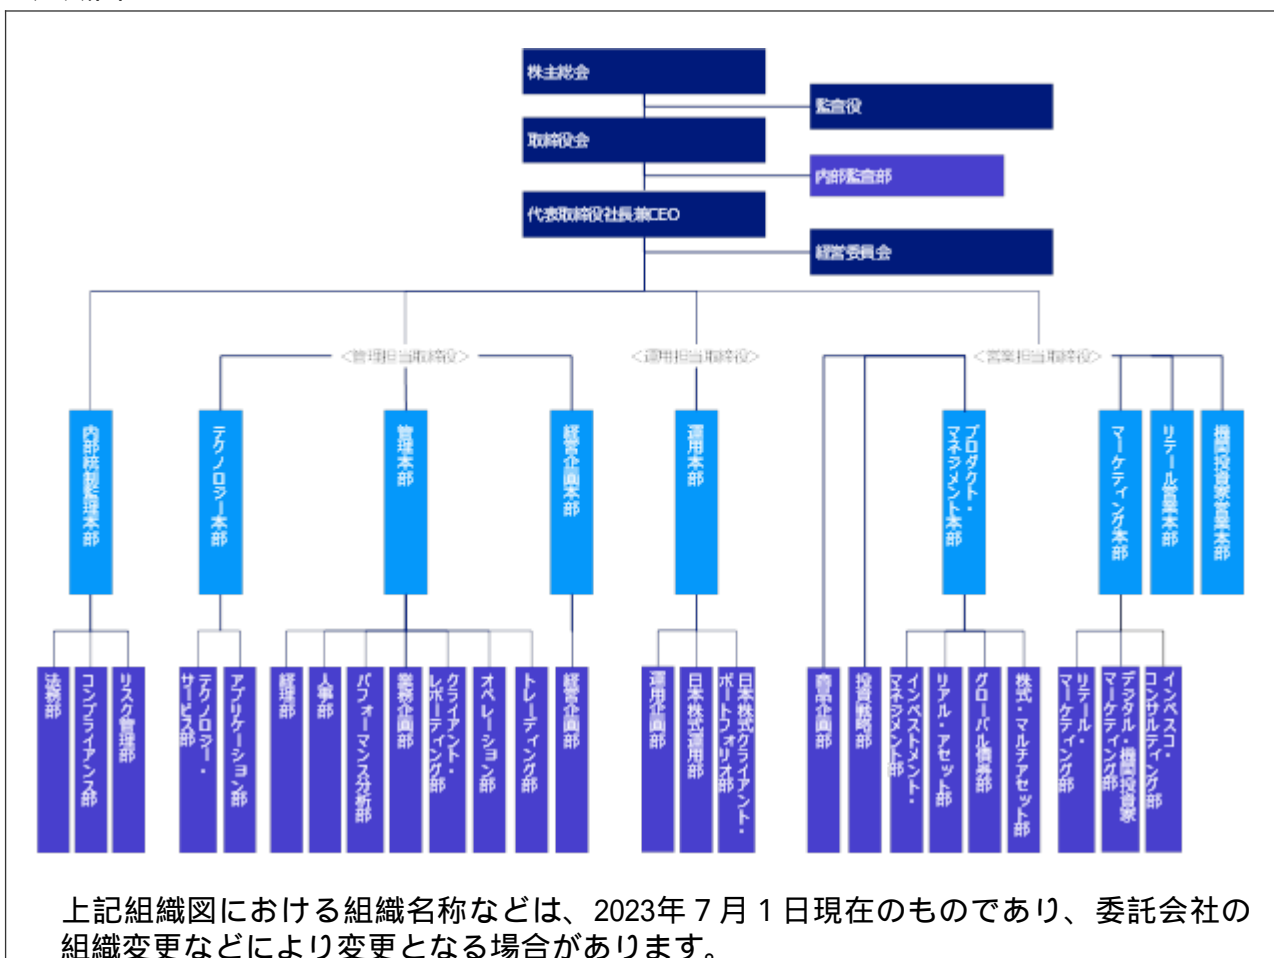 株主総会
監査役
取締役会
内部監査部
代表取締役社長兼CEO
経営委員会
<管理担当取締役>
<運用担当取締役>
<営業担当取締役>
内部統制監理本部
テクノロジー本部
管理本部
経営企画本部
運用本部
プロダクト・
マネジメント本部
マーケティング本部
リテール営業本部
機関投資家営業本部
法務部
コンプライアンス部
リスク管理部
テクノロジー・
サービス部
アプリケーション部
経理部
人事部
パフォーマンス分析部
業務企画部
クライアント・
レポーティング部
オペレーション部
トレーディング部
経営企画部
運用企画部
日本株式運用部
日本株式クライアント・
ポートフォリオ部
商品企画部
投資戦略部
インベストメント・
マネジメント部
リアル・アセット部
グローバル債券部
株式・マルチアセット部
リテール・
マーケティング部
デジタル・機関投資家
マーケティング部
インベスコ・
コンサルティング部
上記組織図における組織名称などは、2023年7月1日現在のものであり、委託会社の
組織変更などにより変更となる場合があります。